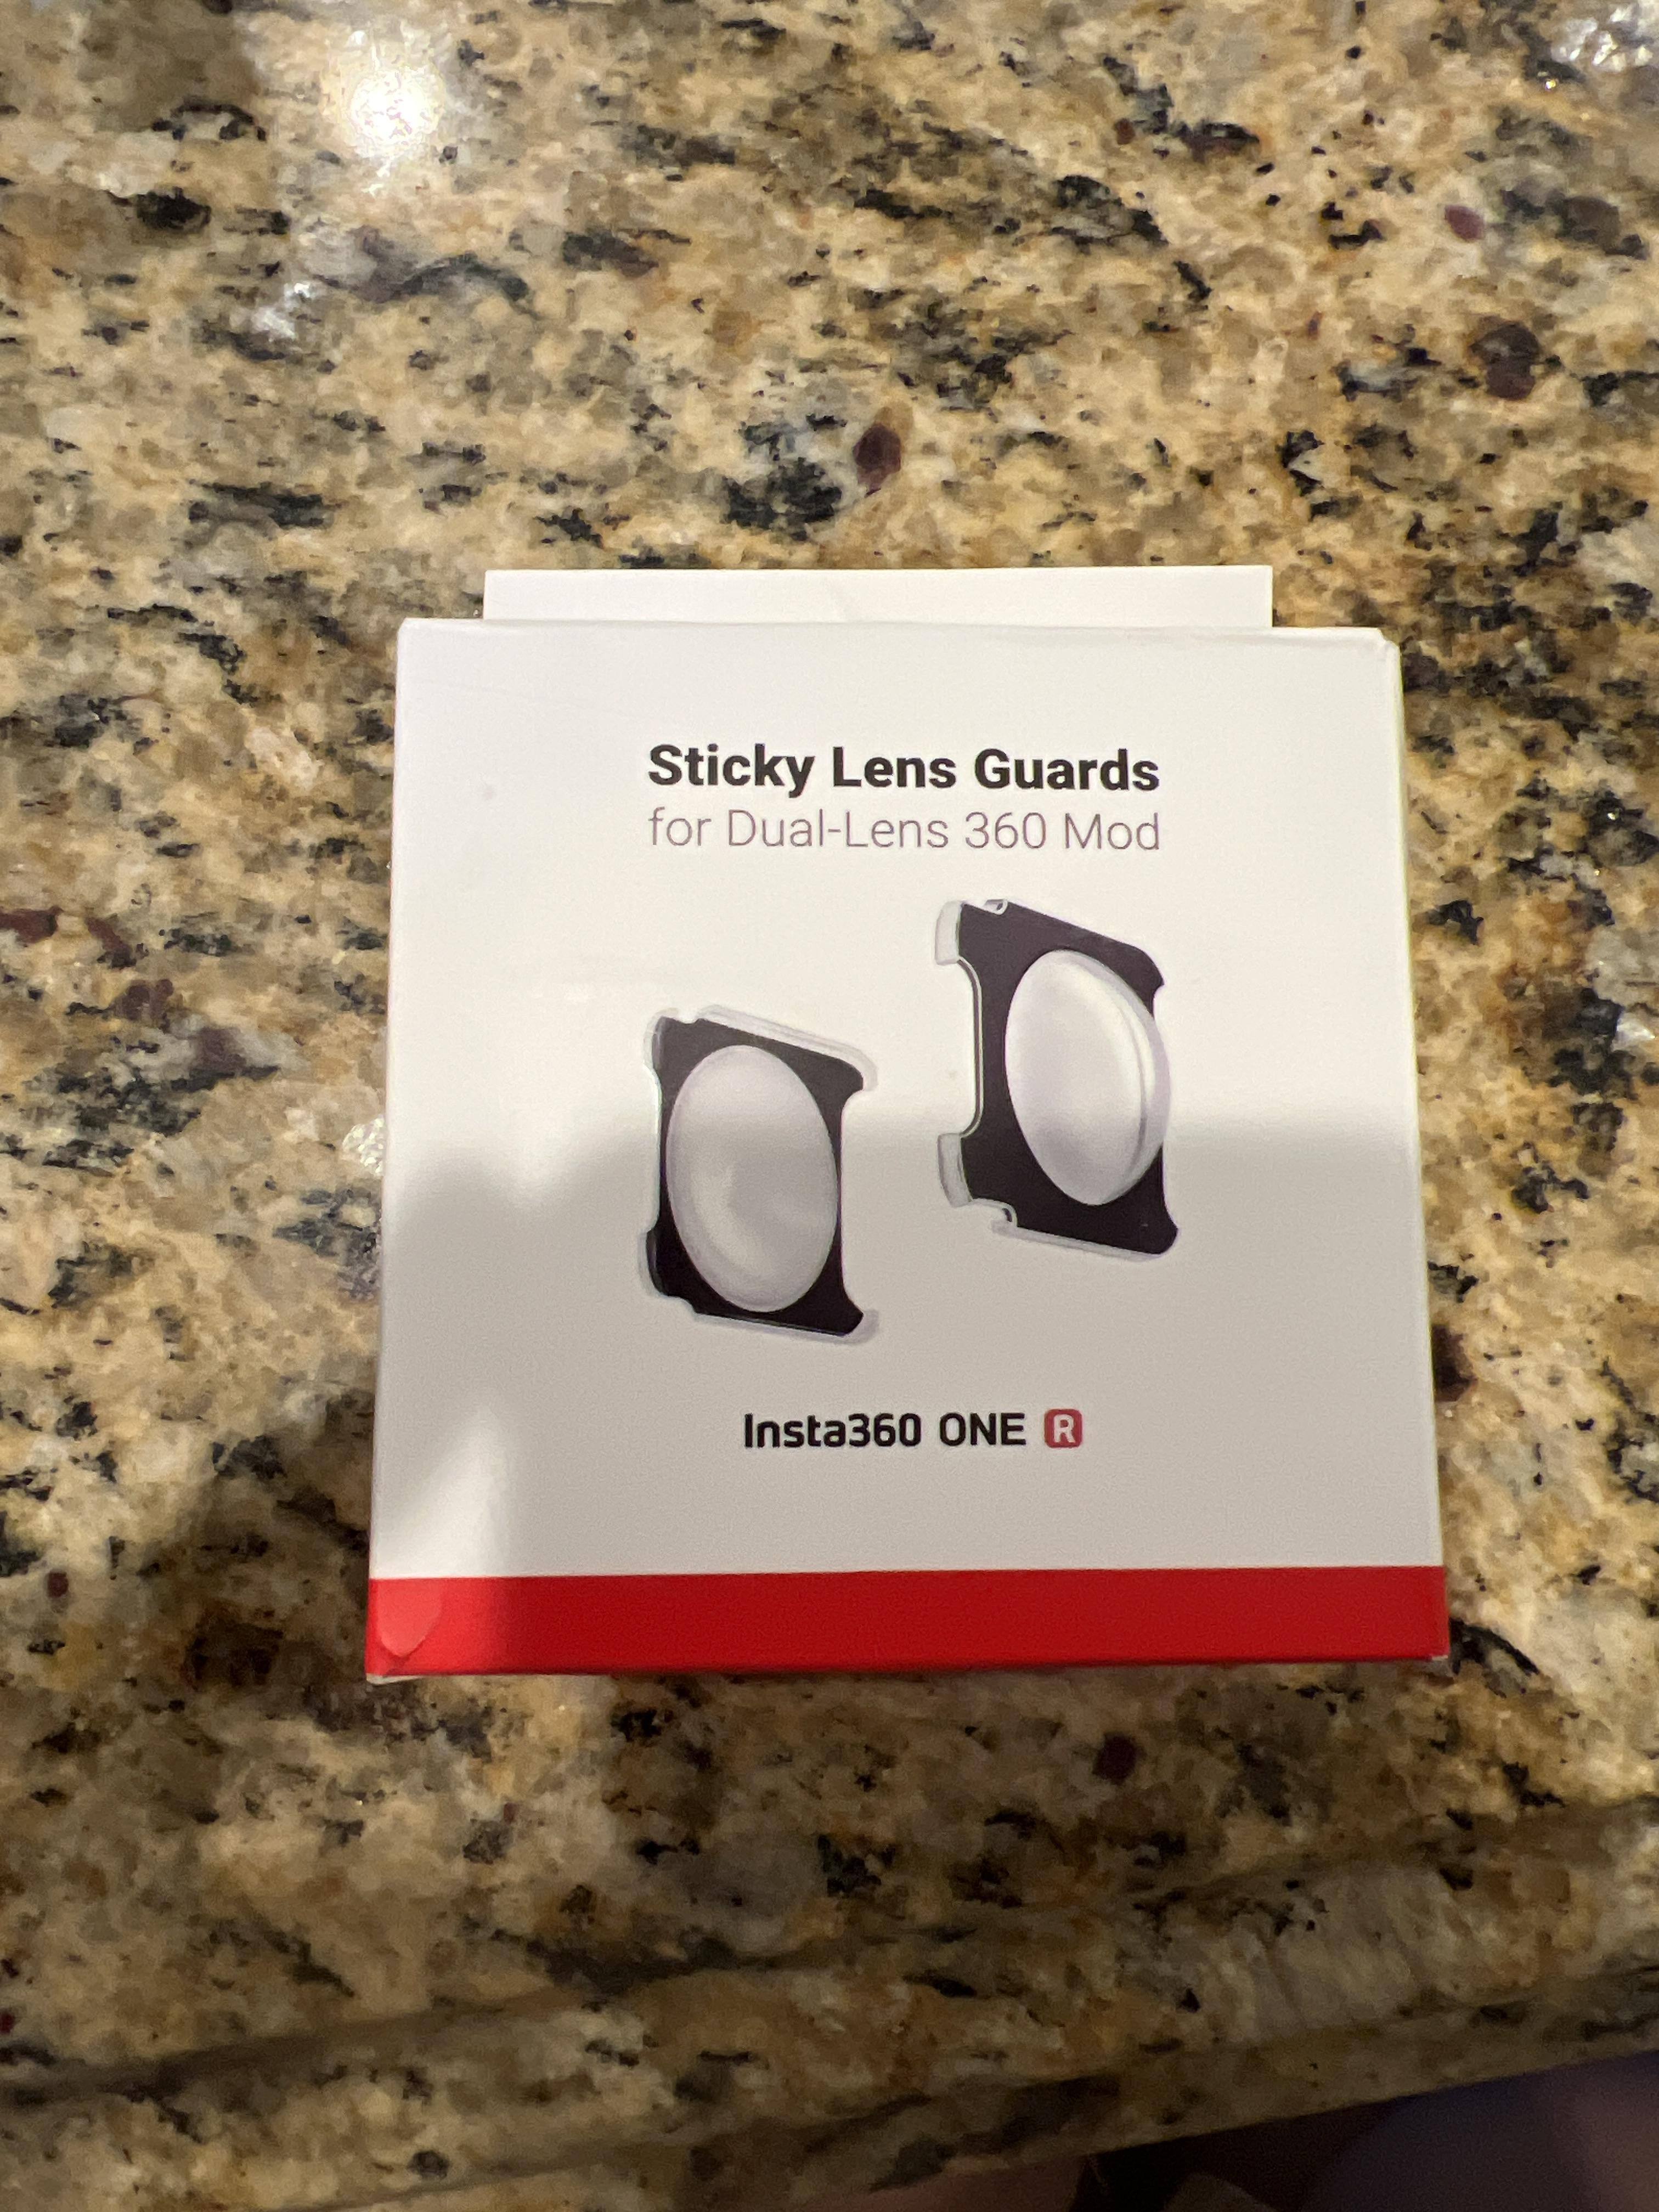 Sticky Lens Guards
for Dual-Lens 360 Mod
Insta360 ONE R